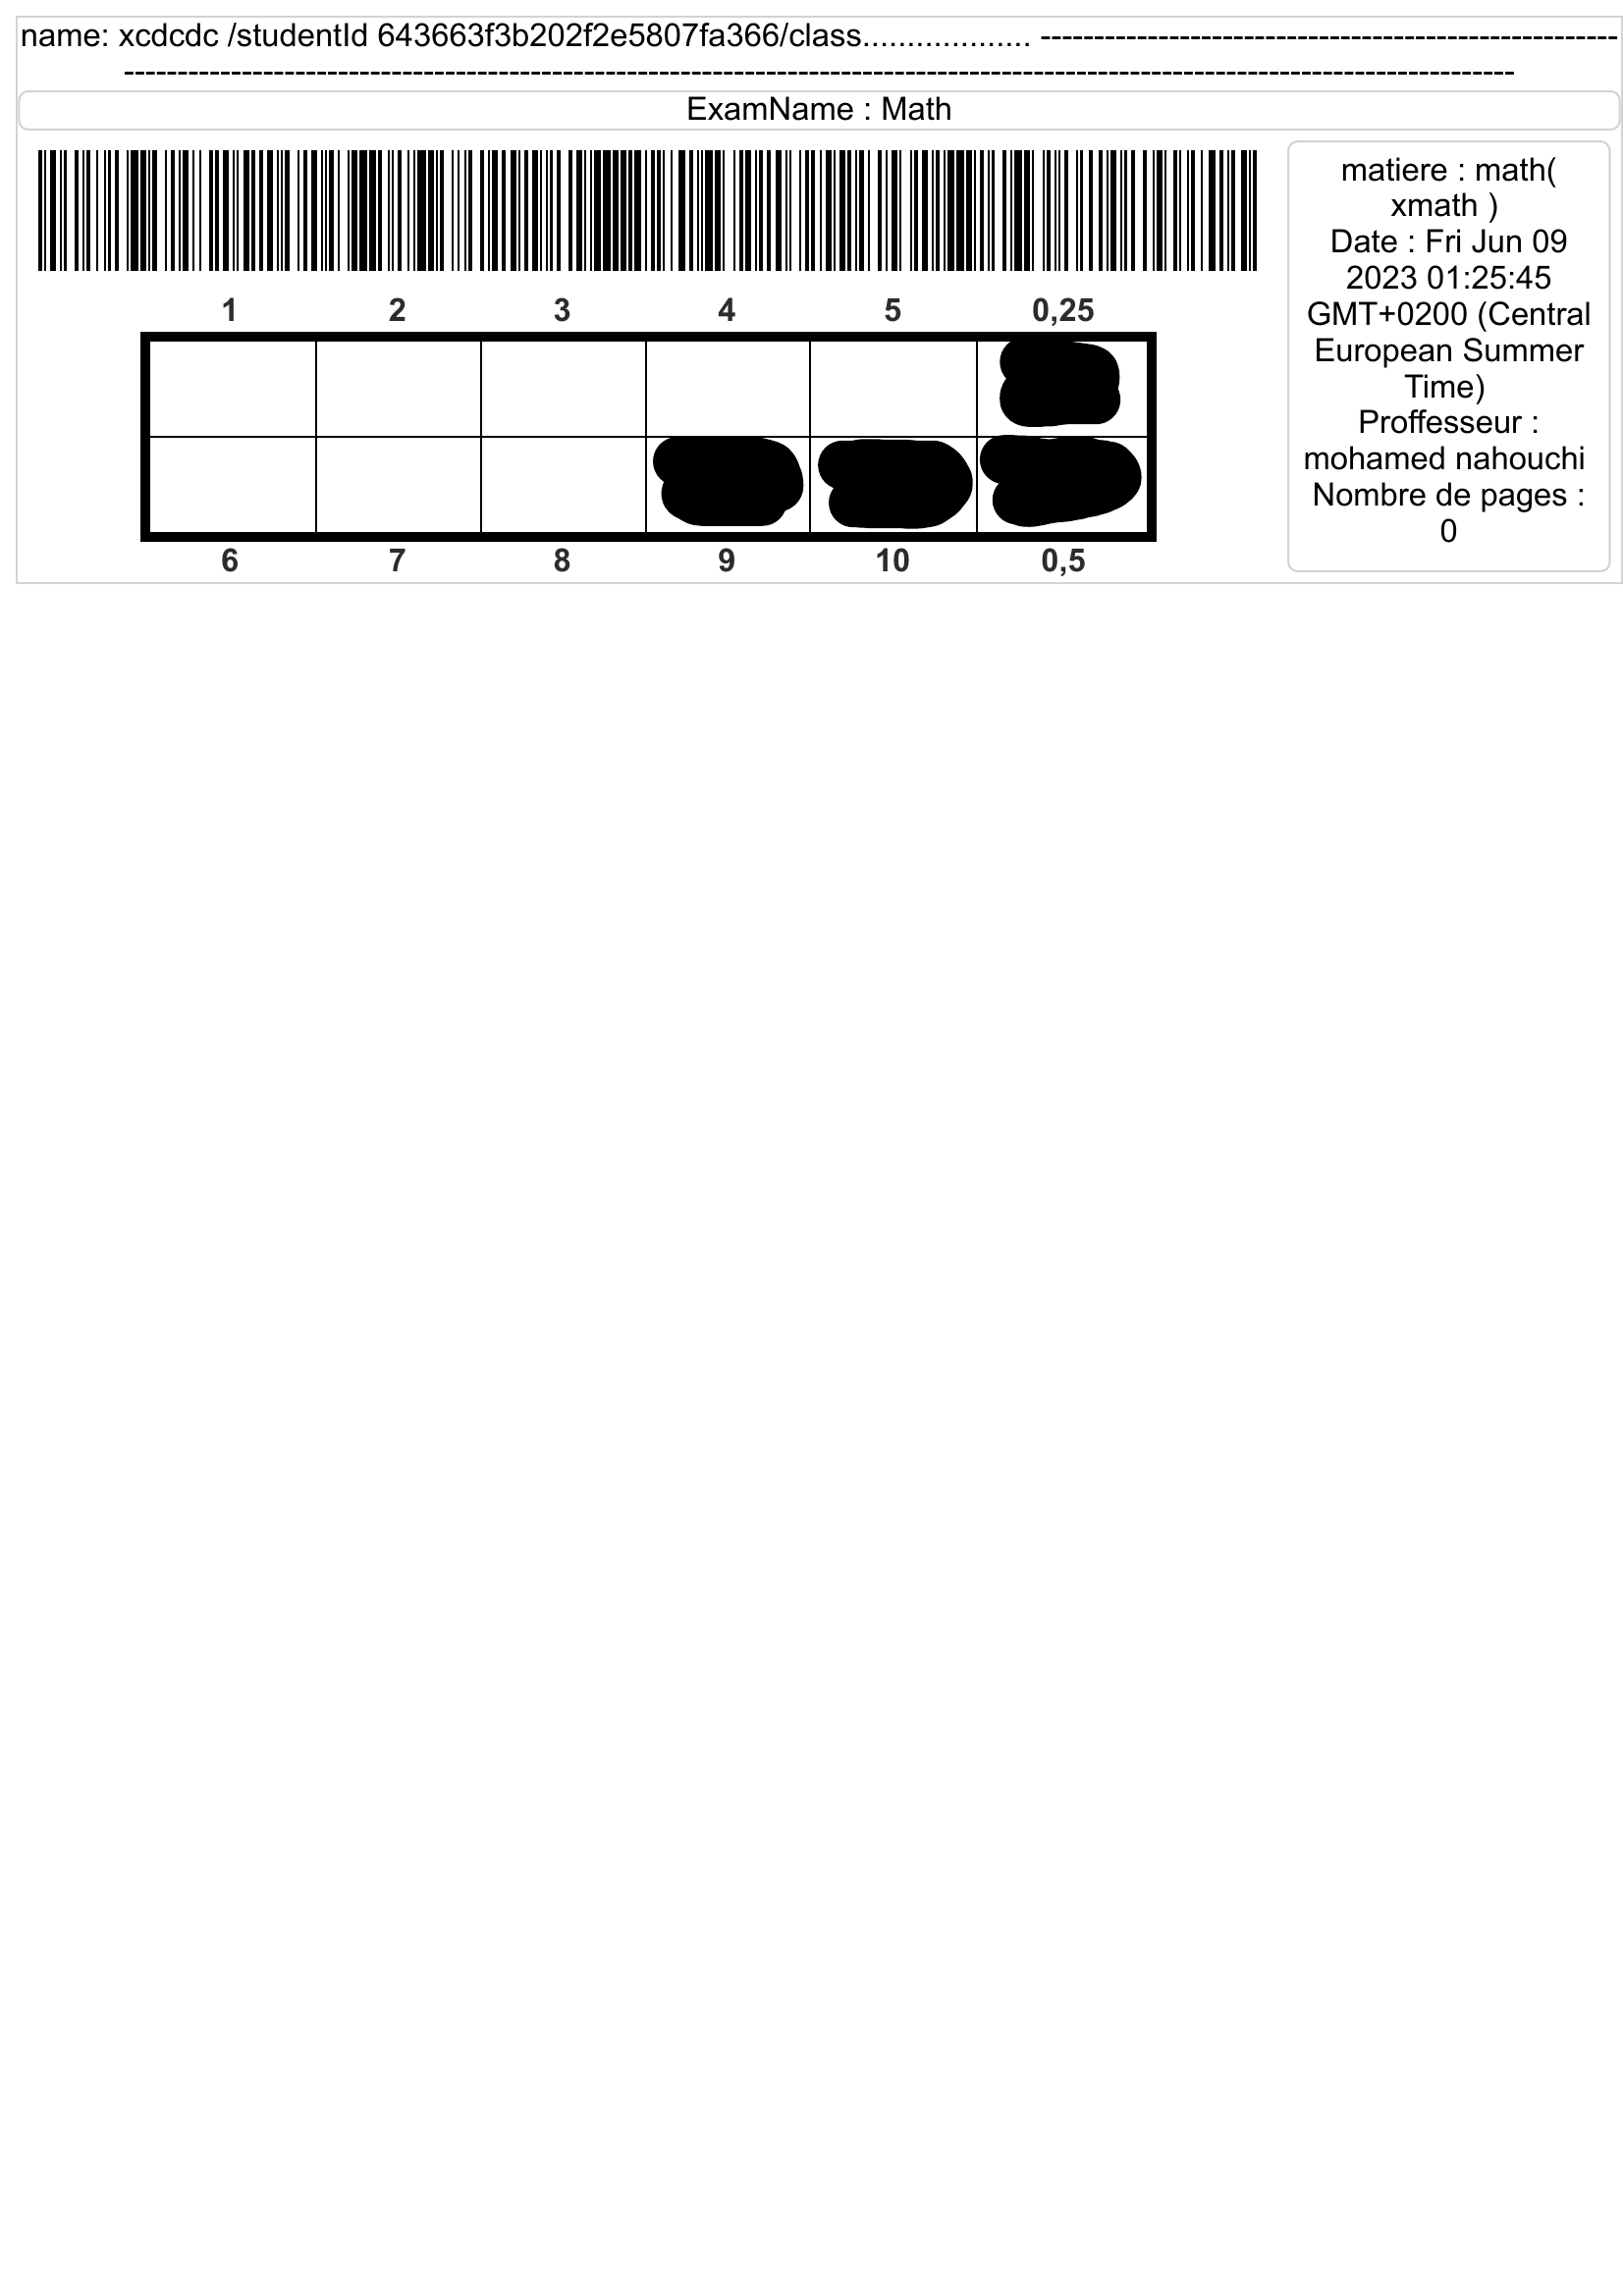 name: xcdcdc /studentId 643663f3b202f2e5807fa366/class................... ------------------------------------------------------
----------------------------------------------------------------------------------------------------------------------------------
ExamName : Math
1 2 3 4 5 0,25
6 7 8 9 10 0,5
matiere : math(
xmath )
Date : Fri Jun 09
2023 01:25:45
GMT+0200 (Central
European Summer
Time)
Proffesseur :
mohamed nahouchi
Nombre de pages :
0